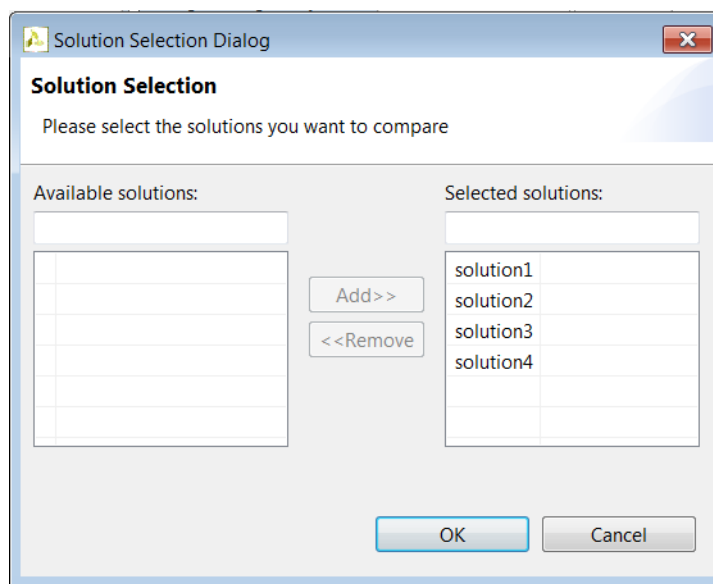 Solution Selection Dialog
Solution Selection
Please select the solutions you want to compare
Available solutions:
Selected solutions:
solution1
solution2
solution3
solution4
Add>>
<<Remove
OK
Cancel